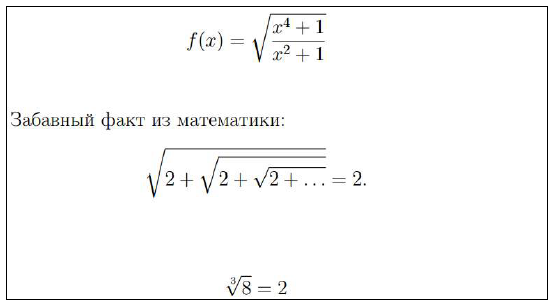 f(x) = √((x⁴ + 1)/(x² + 1))
Забавный факт из математики:
√(2 + √(2 + √(2 + …))) = 2.
∛8 = 2